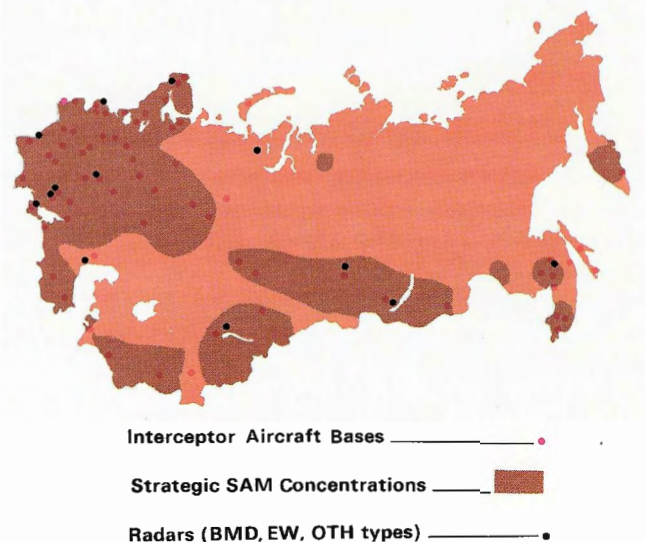 Interceptor Aircraft Bases
Strategic SAM Concentrations
Radars (BMD, EW, OTH types)